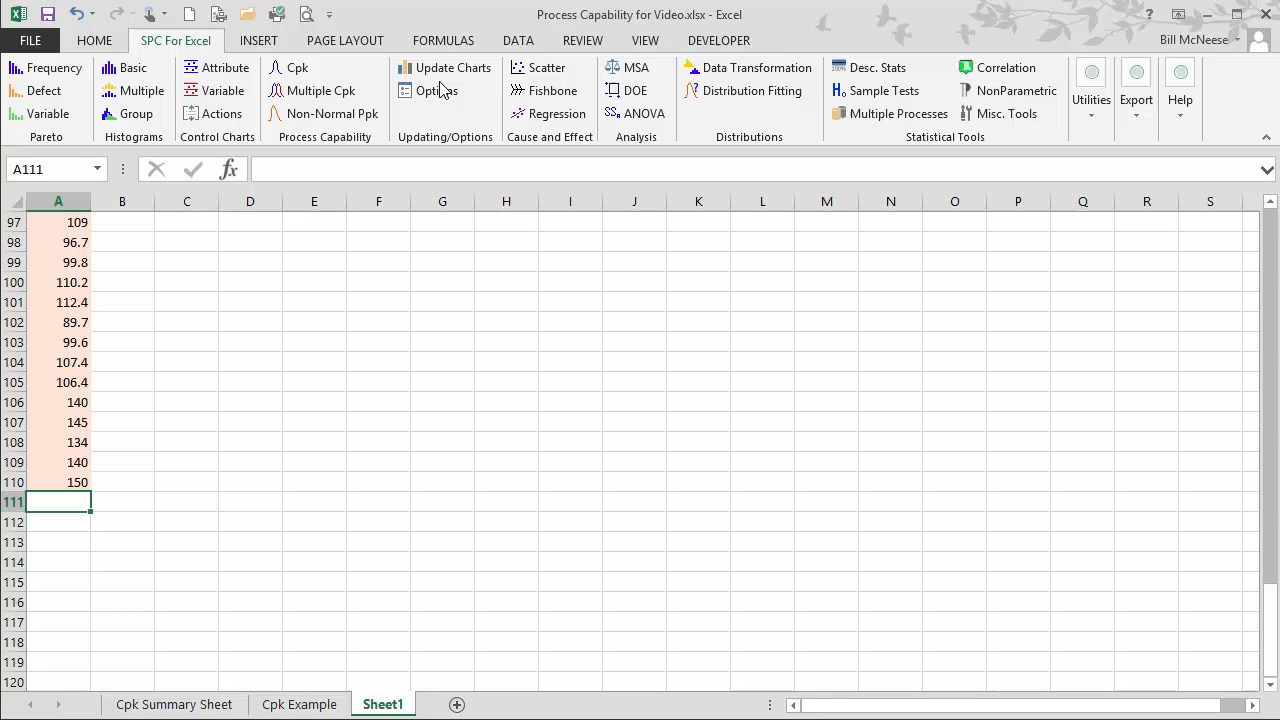 Process Capability for Video.xlsx - Excel
FILE HOME SPC For Excel INSERT PAGE LAYOUT FORMULAS DATA REVIEW VIEW DEVELOPER Bill McNeese
Frequency Basic Attribute Cpk Update Charts Scatter MSA Data Transformation Desc. Stats Correlation
Defect Multiple Variable Multiple Cpk Options Fishbone DOE Distribution Fitting Sample Tests NonParametric
Variable Group Actions Non-Normal Ppk Regression ANOVA Multiple Processes Misc. Tools
Utilities Export Help
Pareto Histograms Control Charts Process Capability Updating/Options Cause and Effect Analysis Distributions Statistical Tools
A111 fx
A B C D E F G H I J K L M N O P Q R S
97 109
98 96.7
99 99.8
100 110.2
101 112.4
102 89.7
103 99.6
104 107.4
105 106.4
106 140
107 145
108 134
109 140
110 150
111
112
113
114
115
116
117
118
119
120
Cpk Summary Sheet Cpk Example Sheet1